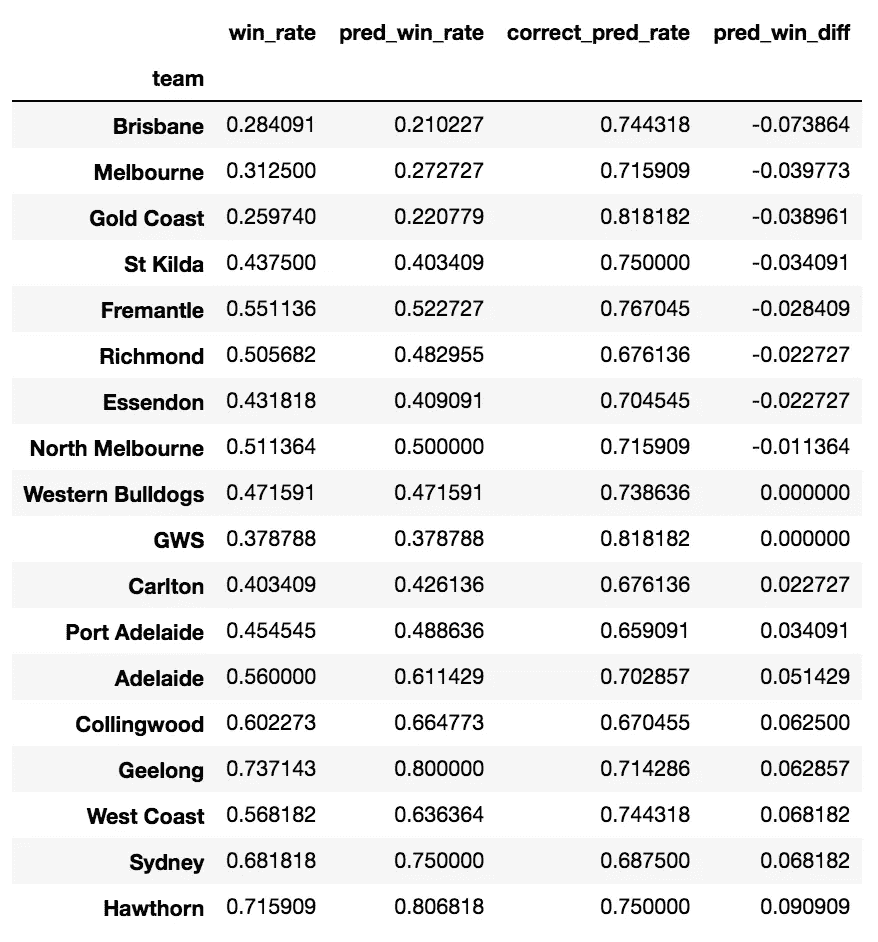 win_rate pred_win_rate correct_pred_rate pred_win_diff
team
Brisbane 0.284091 0.210227 0.744318 -0.073864
Melbourne 0.312500 0.272727 0.715909 -0.039773
Gold Coast 0.259740 0.220779 0.818182 -0.038961
St Kilda 0.437500 0.403409 0.750000 -0.034091
Fremantle 0.551136 0.522727 0.767045 -0.028409
Richmond 0.505682 0.482955 0.676136 -0.022727
Essendon 0.431818 0.409091 0.704545 -0.022727
North Melbourne 0.511364 0.500000 0.715909 -0.011364
Western Bulldogs 0.471591 0.471591 0.738636 0.000000
GWS 0.378788 0.378788 0.818182 0.000000
Carlton 0.403409 0.426136 0.676136 0.022727
Port Adelaide 0.454545 0.488636 0.659091 0.034091
Adelaide 0.560000 0.611429 0.702857 0.051429
Collingwood 0.602273 0.664773 0.670455 0.062500
Geelong 0.737143 0.800000 0.714286 0.062857
West Coast 0.568182 0.636364 0.744318 0.068182
Sydney 0.681818 0.750000 0.687500 0.068182
Hawthorn 0.715909 0.806818 0.750000 0.090909